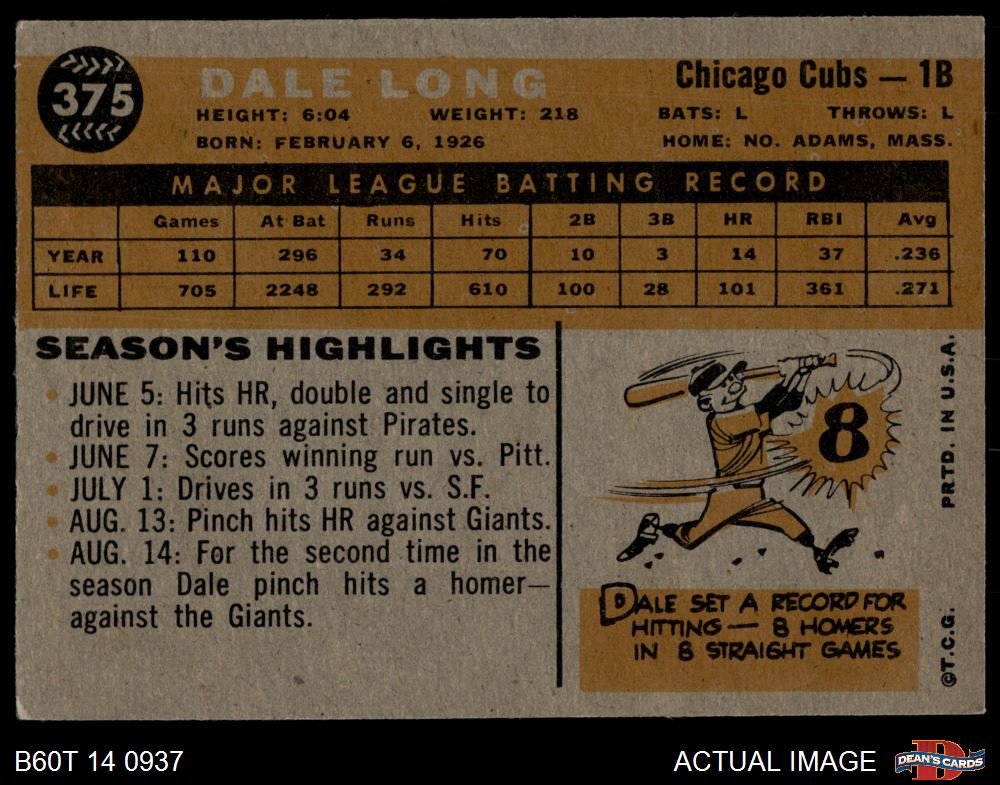 375
DALE LONG
Chicago Cubs — 1B
HEIGHT: 6:04 WEIGHT: 218 BATS: L THROWS: L
BORN: FEBRUARY 6, 1926 HOME: NO. ADAMS, MASS.
MAJOR LEAGUE BATTING RECORD
Games At Bat Runs Hits 2B 3B HR RBI Avg
YEAR 110 296 34 70 10 3 14 37 .236
LIFE 705 2248 292 610 100 28 101 361 .271
SEASON'S HIGHLIGHTS
• JUNE 5: Hits HR, double and single to
drive in 3 runs against Pirates.
• JUNE 7: Scores winning run vs. Pitt.
• JULY 1: Drives in 3 runs vs. S.F.
• AUG. 13: Pinch hits HR against Giants.
• AUG. 14: For the second time in the
season Dale pinch hits a homer—
against the Giants.
8
DALE SET A RECORD FOR
HITTING — 8 HOMERS
IN 8 STRAIGHT GAMES
PRTD. IN U.S.A.
©T.C.G.
B60T 14 0937
ACTUAL IMAGE
D
DEAN'S CARDS